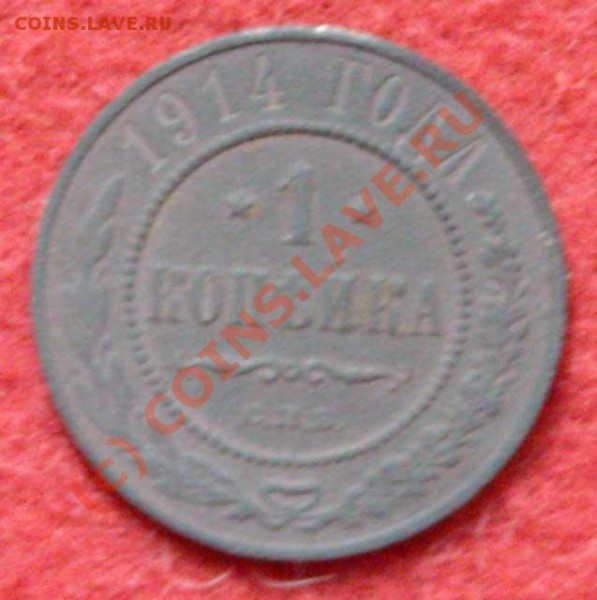 COINS.LAVE.RU
COINS.LAVE.RU
1914 ГОДА
* 1 *
КОПѢЙКА
С.П.Б.
(c) COINS.LAVE.RU